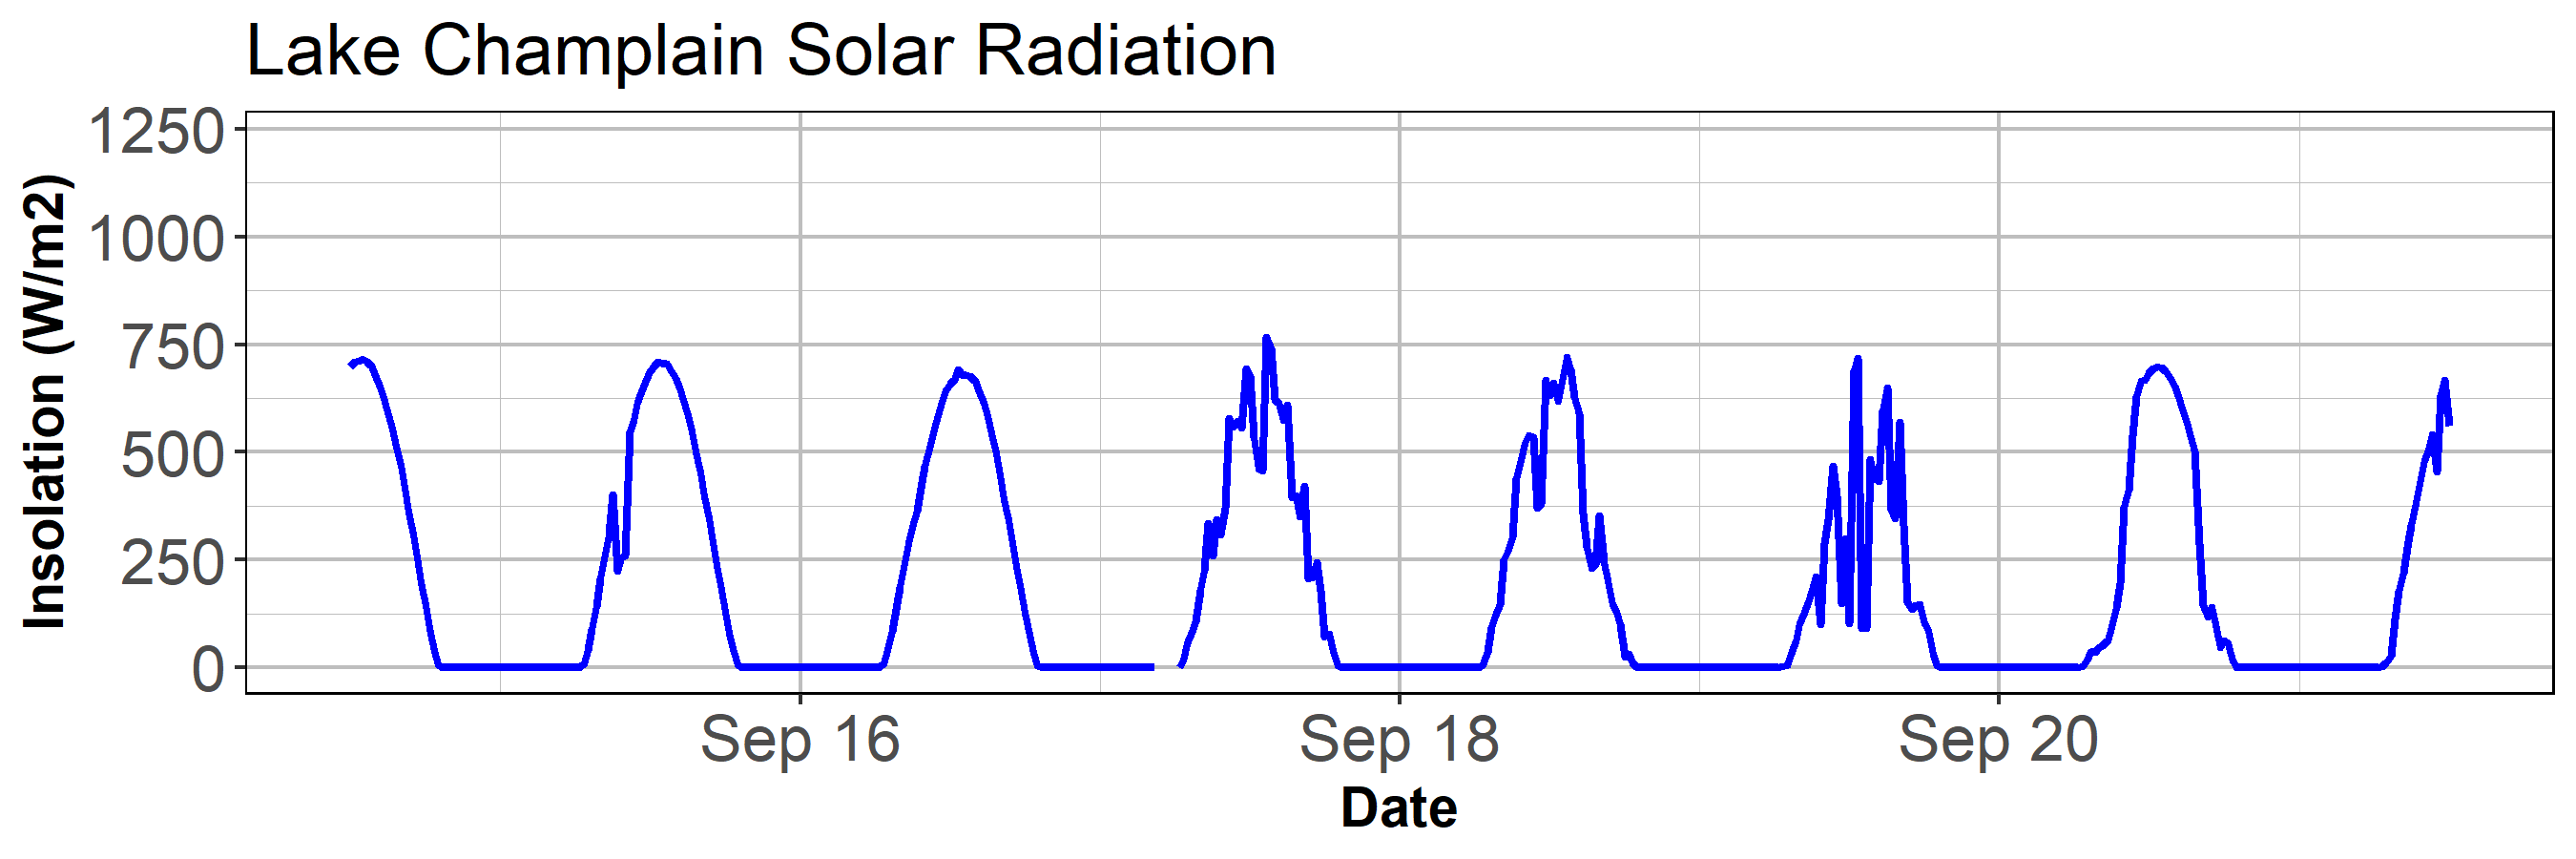 Lake Champlain Solar Radiation
1250
1000
750
500
250
0
Insolation (W/m2)
Sep 16 Sep 18 Sep 20
Date